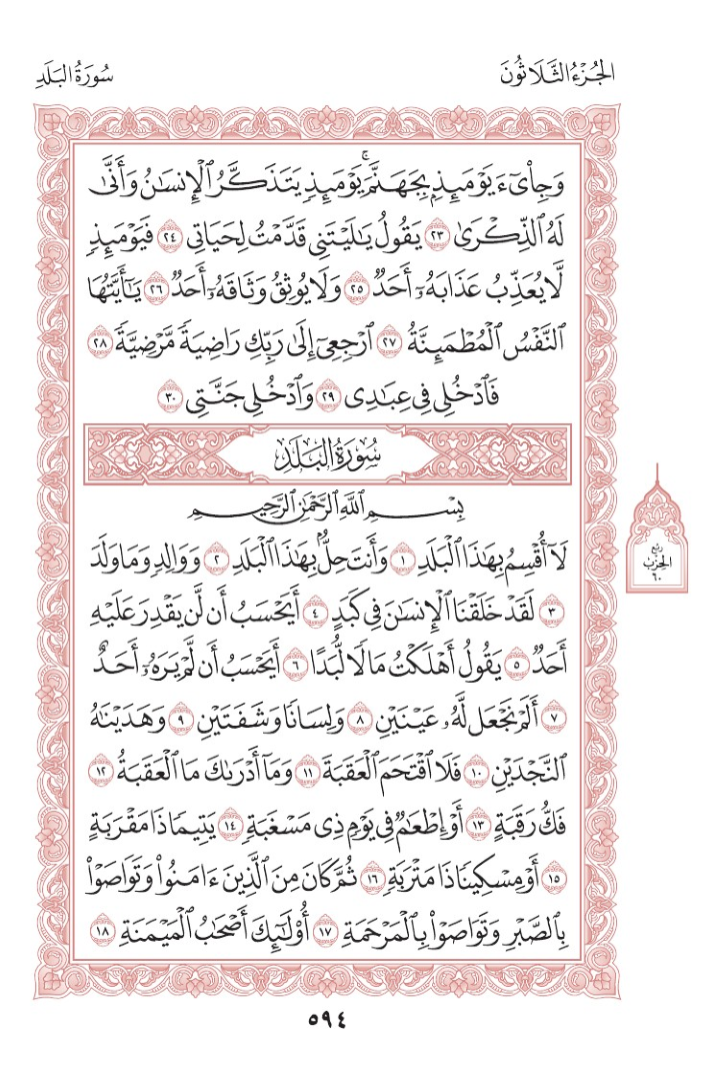 الجُزْءُ الثَّلَاثُونَ
سُورَةُ البَلَدِ
وَجِاْيٓءَ يَوْمَئِذِۭ بِجَهَنَّمَۚ يَوْمَئِذٖ يَتَذَكَّرُ ٱلْإِنسَٰنُ وَأَنَّىٰ
لَهُ ٱلذِّكْرَىٰ ٢٣ يَقُولُ يَٰلَيْتَنِي قَدَّمْتُ لِحَيَاتِي ٢٤ فَيَوْمَئِذٖ
لَّا يُعَذِّبُ عَذَابَهُۥٓ أَحَدٞ ٢٥ وَلَا يُوثِقُ وَثَاقَهُۥٓ أَحَدٞ ٢٦ يَٰٓأَيَّتُهَا
ٱلنَّفْسُ ٱلْمُطْمَئِنَّةُ ٢٧ ٱرْجِعِيٓ إِلَىٰ رَبِّكِ رَاضِيَةٗ مَّرْضِيَّةٗ ٢٨
فَٱدْخُلِي فِي عِبَٰدِي ٢٩ وَٱدْخُلِي جَنَّتِي ٣٠
سُورَةُ البَلَدِ
بِسْمِ ٱللَّهِ ٱلرَّحْمَٰنِ ٱلرَّحِيمِ
لَآ أُقْسِمُ بِهَٰذَا ٱلْبَلَدِ ١ وَأَنتَ حِلُّۢ بِهَٰذَا ٱلْبَلَدِ ٢ وَوَالِدٖ وَمَا وَلَدَ
٣ لَقَدْ خَلَقْنَا ٱلْإِنسَٰنَ فِي كَبَدٍ ٤ أَيَحْسَبُ أَن لَّن يَقْدِرَ عَلَيْهِ
أَحَدٞ ٥ يَقُولُ أَهْلَكْتُ مَالٗا لُّبَدًا ٦ أَيَحْسَبُ أَن لَّمْ يَرَهُۥٓ أَحَدٌ
٧ أَلَمْ نَجْعَل لَّهُۥ عَيْنَيْنِ ٨ وَلِسَانٗا وَشَفَتَيْنِ ٩ وَهَدَيْنَٰهُ
ٱلنَّجْدَيْنِ ١٠ فَلَا ٱقْتَحَمَ ٱلْعَقَبَةَ ١١ وَمَآ أَدْرَىٰكَ مَا ٱلْعَقَبَةُ ١٢
فَكُّ رَقَبَةٍ ١٣ أَوْ إِطْعَٰمٞ فِي يَوْمٖ ذِي مَسْغَبَةٖ ١٤ يَتِيمٗا ذَا مَقْرَبَةٍ
١٥ أَوْ مِسْكِينٗا ذَا مَتْرَبَةٖ ١٦ ثُمَّ كَانَ مِنَ ٱلَّذِينَ ءَامَنُواْ وَتَوَاصَوْاْ
بِٱلصَّبْرِ وَتَوَاصَوْاْ بِٱلْمَرْحَمَةِ ١٧ أُوْلَٰٓئِكَ أَصْحَٰبُ ٱلْمَيْمَنَةِ ١٨
ربع
الحزب
٦٠
٥٩٤